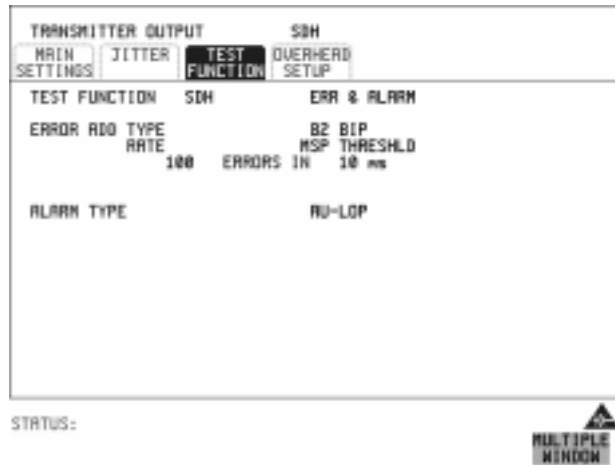 TRANSMITTER OUTPUT SDH
MAIN SETTINGS JITTER TEST FUNCTION OVERHEAD SETUP
TEST FUNCTION SDH ERR & ALARM
ERROR ADD TYPE B2 BIP
RATE MSP THRESHLD
100 ERRORS IN 10 ms
ALARM TYPE AU-LOP
STATUS:
MULTIPLE
WINDOW